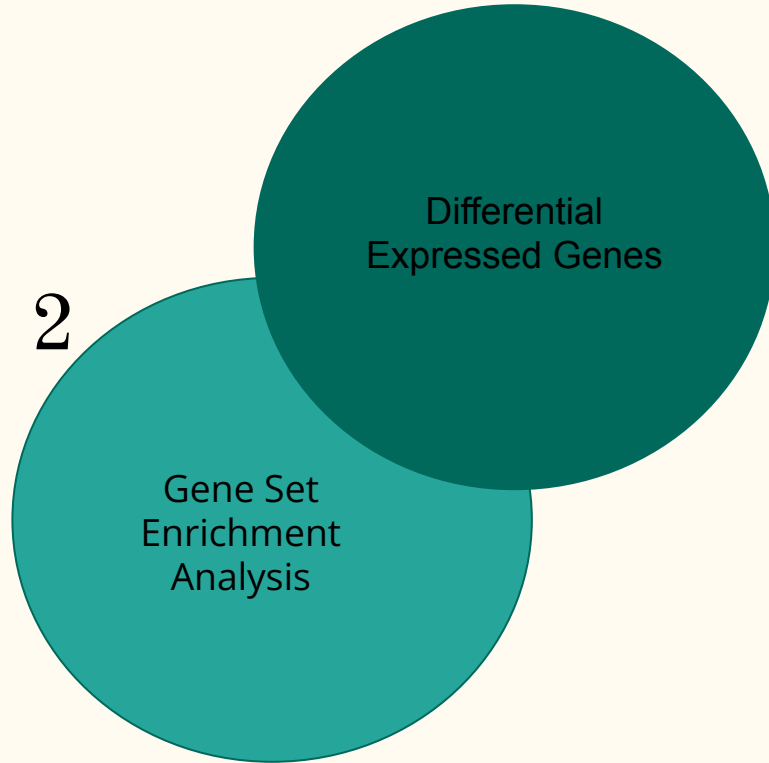 Differential
Expressed Genes
2
Gene Set
Enrichment
Analysis